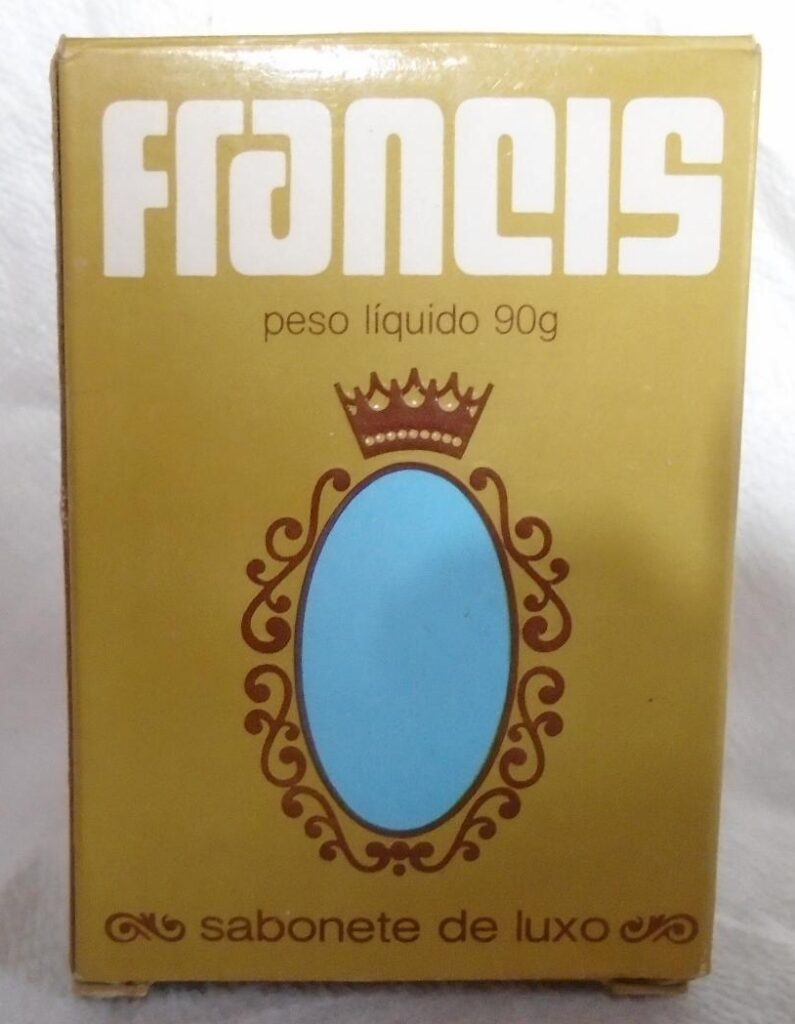 Francis
peso líquido 90g
sabonete de luxo